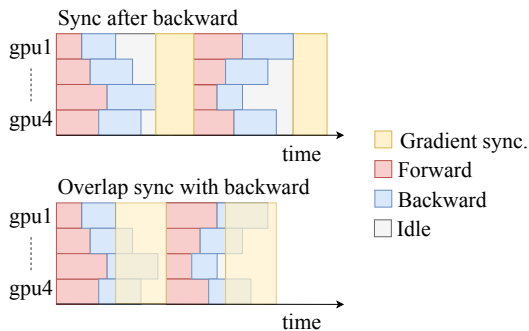 Sync after backward
gpu1
gpu4
time
Gradient sync.
Forward
Backward
Idle
Overlap sync with backward
gpu1
gpu4
time